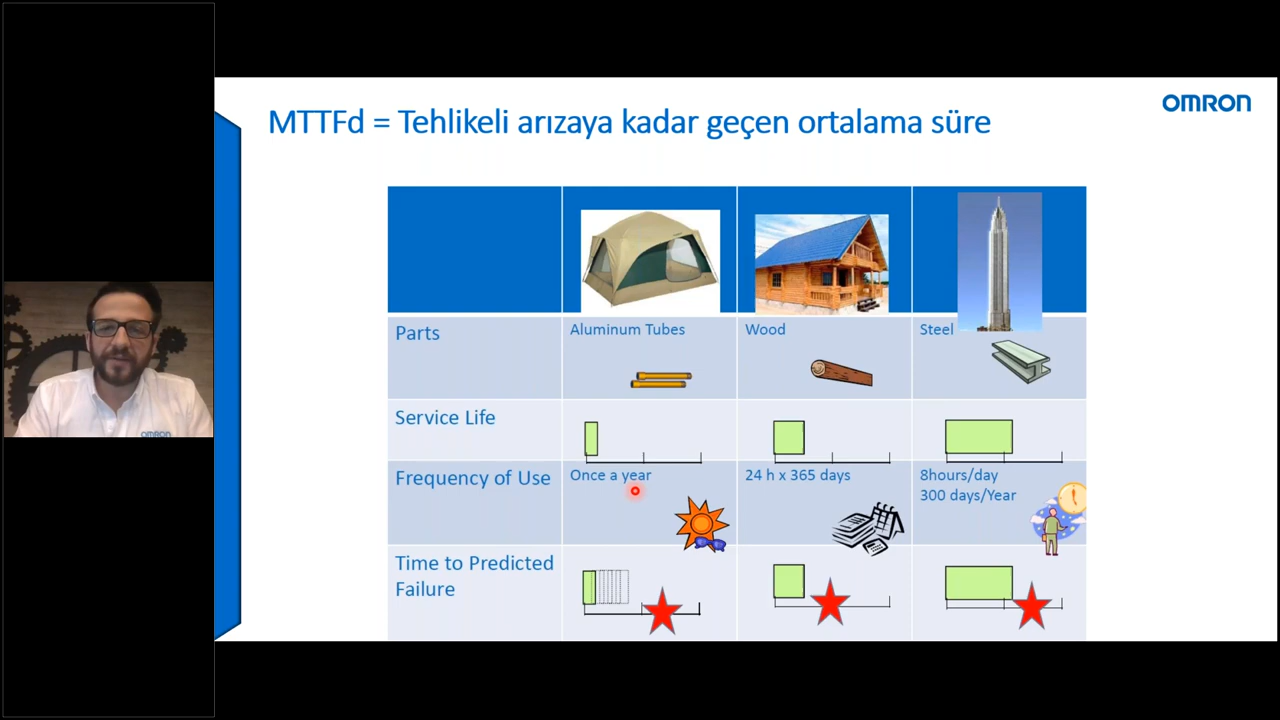 OMRON
MTTFd = Tehlikeli arızaya kadar geçen ortalama süre
Parts
Aluminum Tubes
Wood
Steel
Service Life
Frequency of Use
Once a year
24 h x 365 days
8hours/day
300 days/Year
Time to Predicted
Failure
OMRON